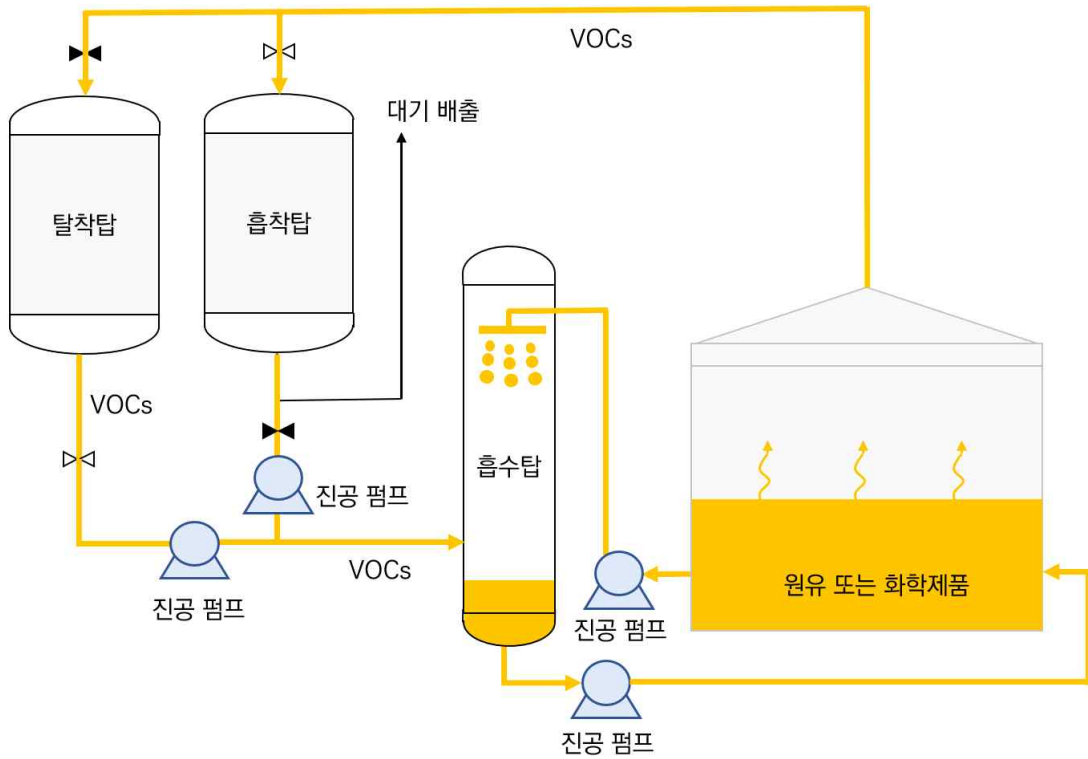 VOCs
대기 배출
탈착탑
흡착탑
VOCs
흡수탑
진공 펌프
VOCs
원유 또는 화학제품
진공 펌프
진공 펌프
진공 펌프